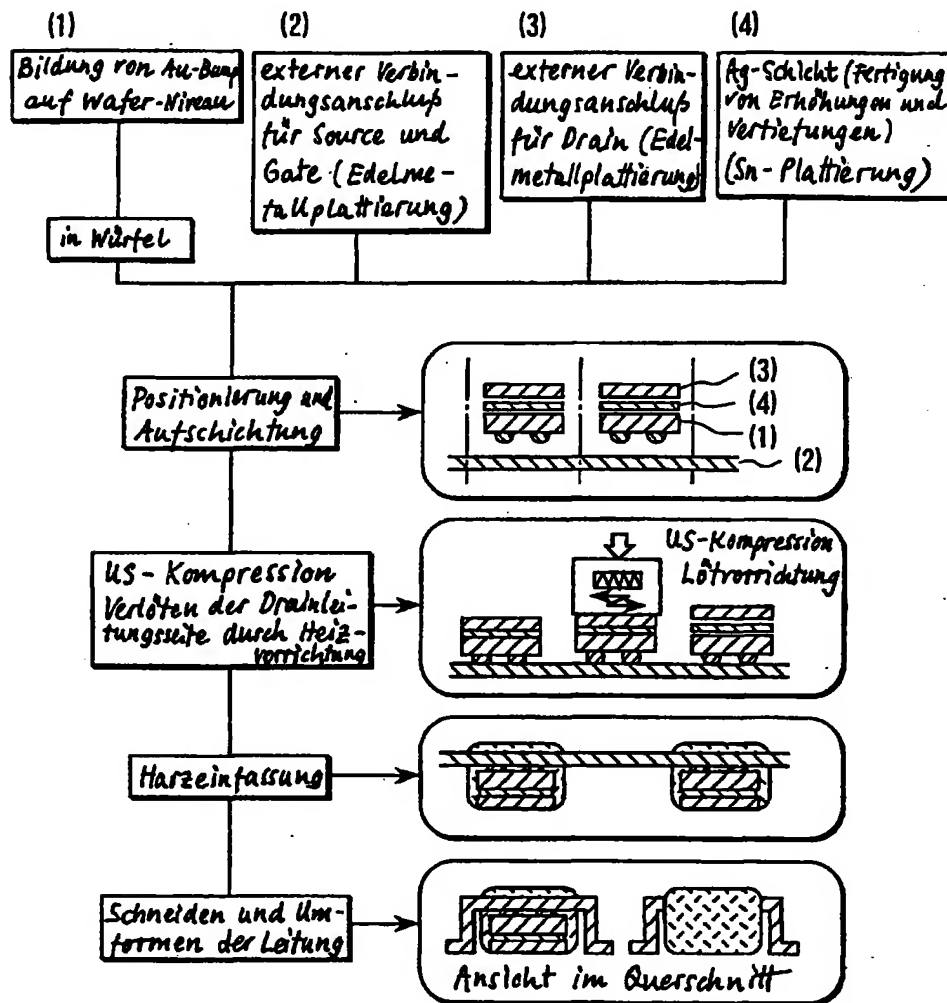 (1)
(2)
(3)
(4)
Bildung von Au-Bump
auf Wafer-Niveau
externer Verbin-
dungsanschluß
für Source und
Gate (Edelme-
tallplattierung)
externer Verbin-
dungsanschluß
für Drain (Edel-
metallplattierung)
Ag-Schicht (Fertigung
von Erhöhungen und
Vertiefungen)
(Sn-Plattierung)
in Würfel
Positionierung und
Aufschichtung
(3)
(4)
(1)
(2)
US-Kompression
Verlöten der Drainlei-
tungsseite durch Heiz-
vorrichtung
US-Kompression
Lötvorrichtung
Harzeinfassung
Schneiden und Um-
formen der Leitung
Ansicht im Querschnitt